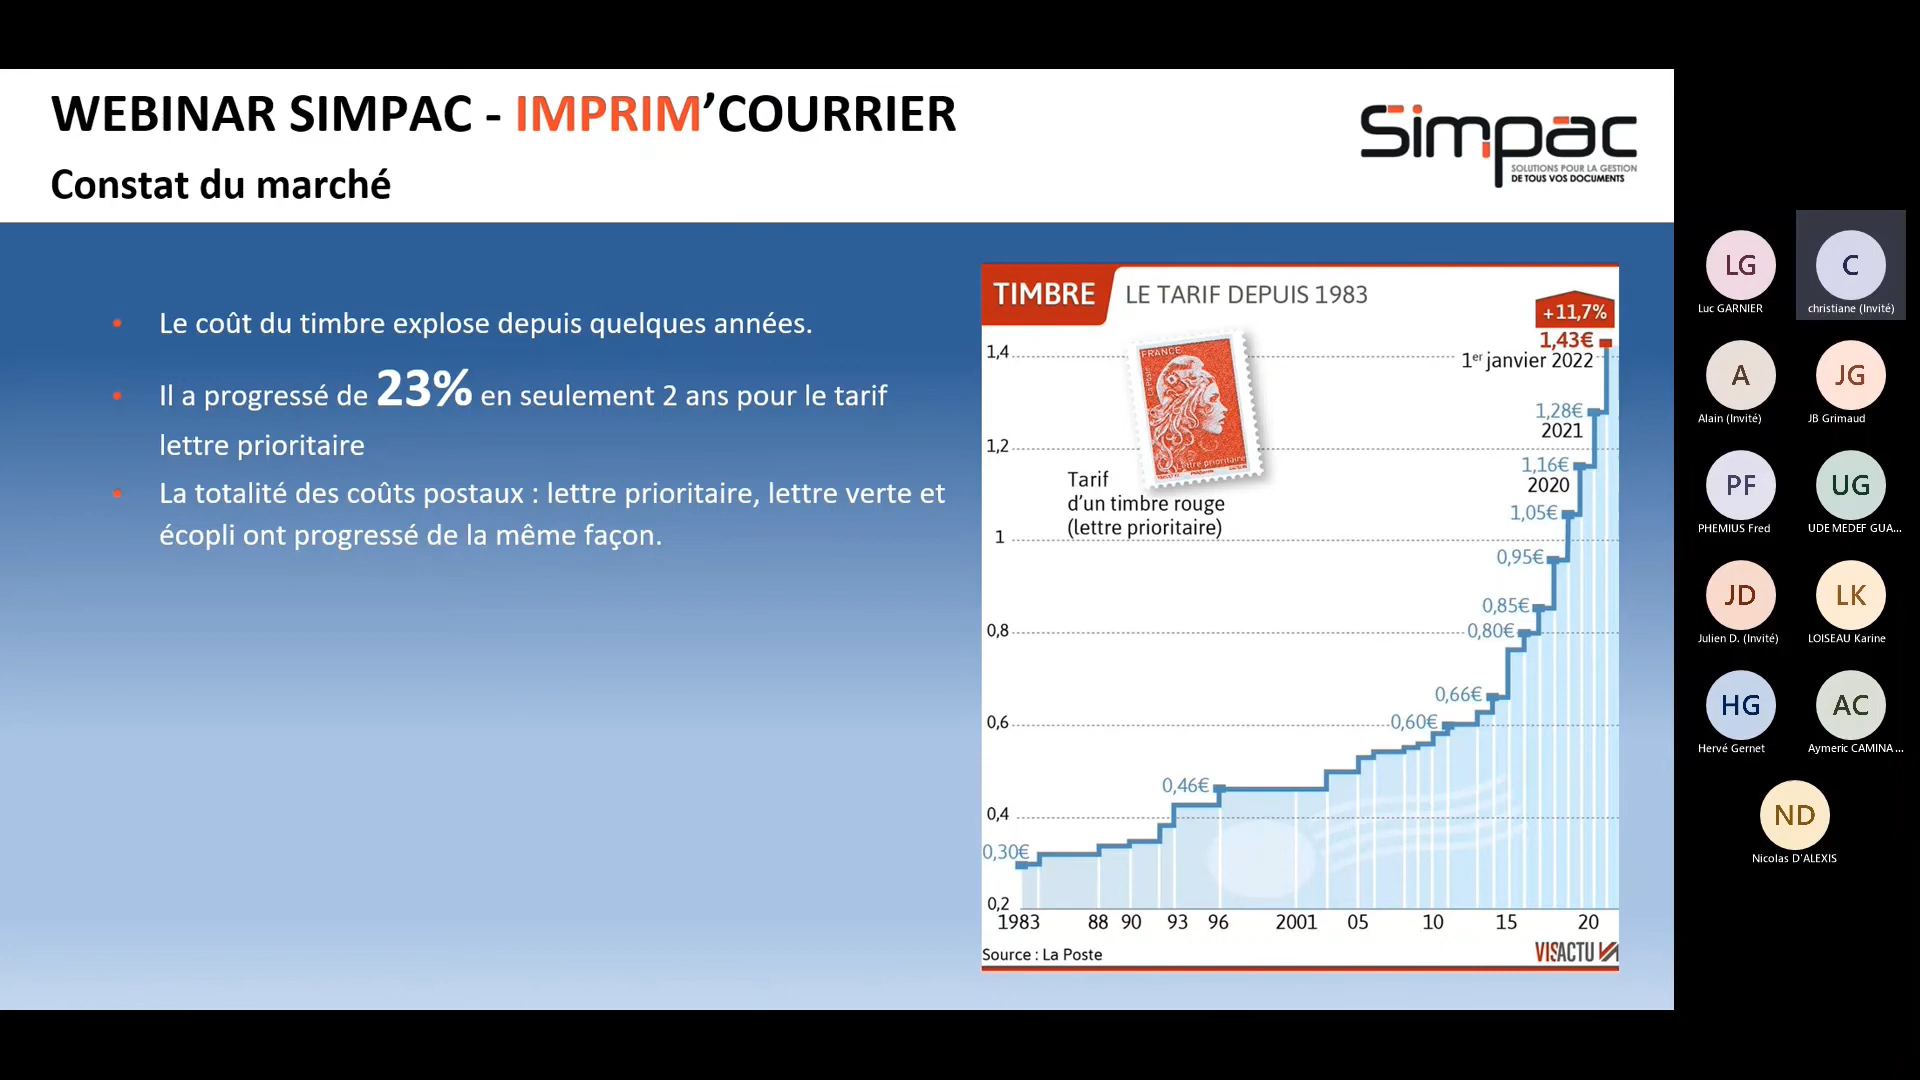 WEBINAR SIMPAC - IMPRIM’COURRIER
Constat du marché
Simpac
SOLUTIONS POUR LA GESTION
DE TOUS VOS DOCUMENTS
• Le coût du timbre explose depuis quelques années.
• Il a progressé de 23% en seulement 2 ans pour le tarif
lettre prioritaire
• La totalité des coûts postaux : lettre prioritaire, lettre verte et
écopli ont progressé de la même façon.
TIMBRE
LE TARIF DEPUIS 1983
+11,7%
1,43€
1er janvier 2022
1,28€
2021
1,16€
2020
1,05€
0,95€
0,85€
0,80€
0,66€
0,60€
0,46€
0,30€
FRANCE
Lettre prioritaire
Tarif
d’un timbre rouge
(lettre prioritaire)
1,4
1,2
1
0,8
0,6
0,4
0,2
1983 88 90 93 96 2001 05 10 15 20
Source : La Poste
VISACTU
LG
Luc GARNIER
C
christiane (Invité)
A
Alain (Invité)
JG
JB Grimaud
PF
PHEMIUS Fred
UG
UDE MEDEF GUA...
JD
Julien D. (Invité)
LK
LOISEAU Karine
HG
Hervé Gernet
AC
Aymeric CAMINA...
ND
Nicolas D'ALEXIS